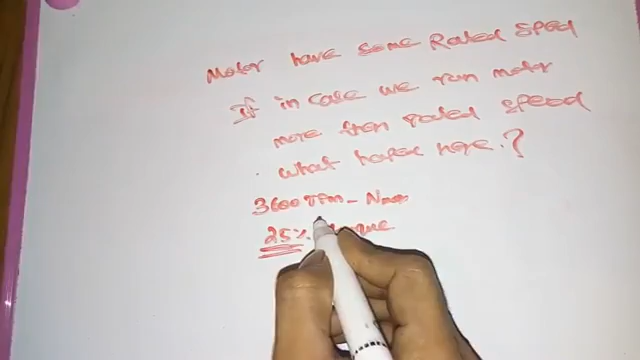 Motor have some Rated Speed
If in case we run motor
more then rated speed
what hapen here.?
3600 rpm - Nmax
25%